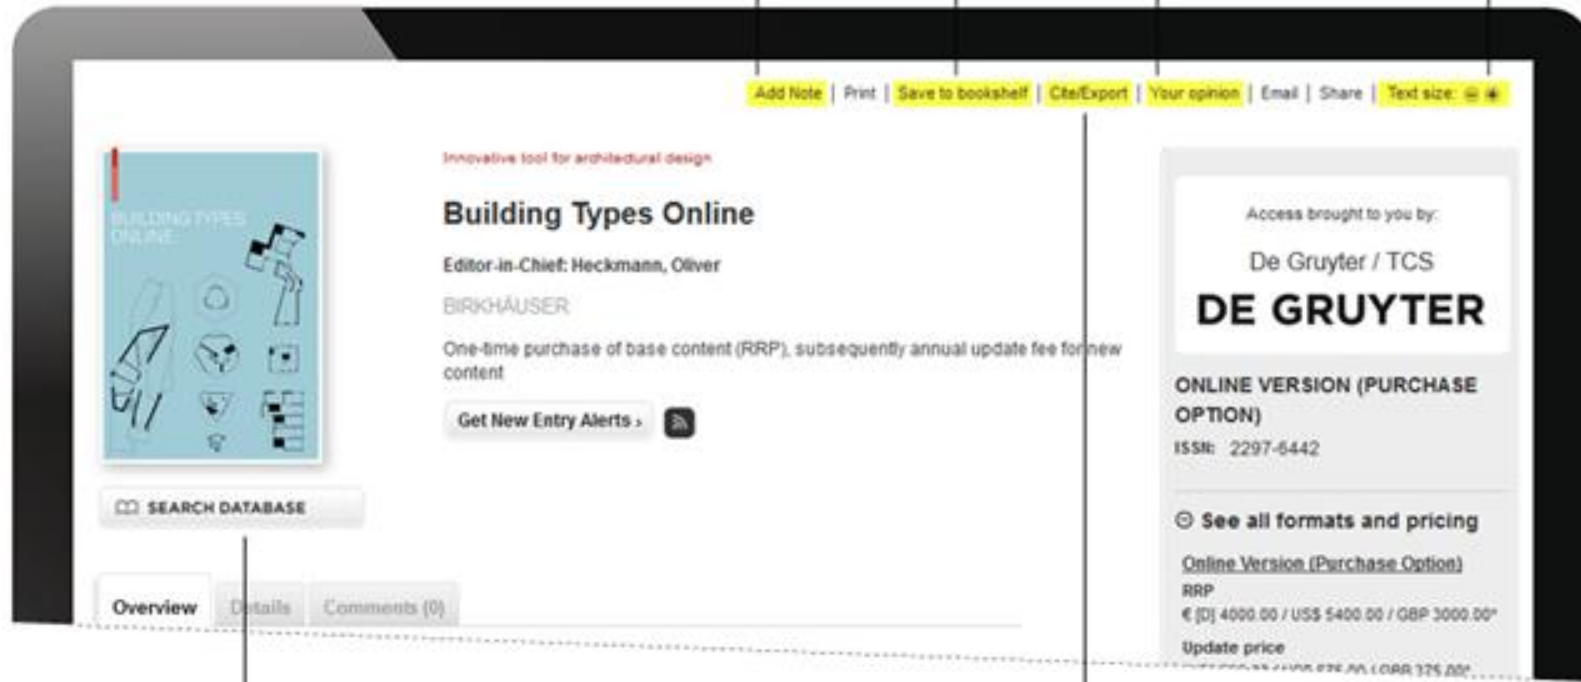 Add Note | Print | Save to bookshelf | Cite/Export | Your opinion | Email | Share | Text size:
BUILDING TYPES
ONLINE
Innovative tool for architectural design
Building Types Online
Editor-in-Chief: Heckmann, Oliver
BIRKHÄUSER
One-time purchase of base content (RRP), subsequently annual update fee for new
content
Get New Entry Alerts ›
SEARCH DATABASE
Overview
Details
Comments (0)
Access brought to you by:
De Gruyter / TCS
DE GRUYTER
ONLINE VERSION (PURCHASE
OPTION)
ISSN: 2297-6442
See all formats and pricing
Online Version (Purchase Option)
RRP
€ [D] 4000.00 / US$ 5400.00 / GBP 3000.00*
Update price